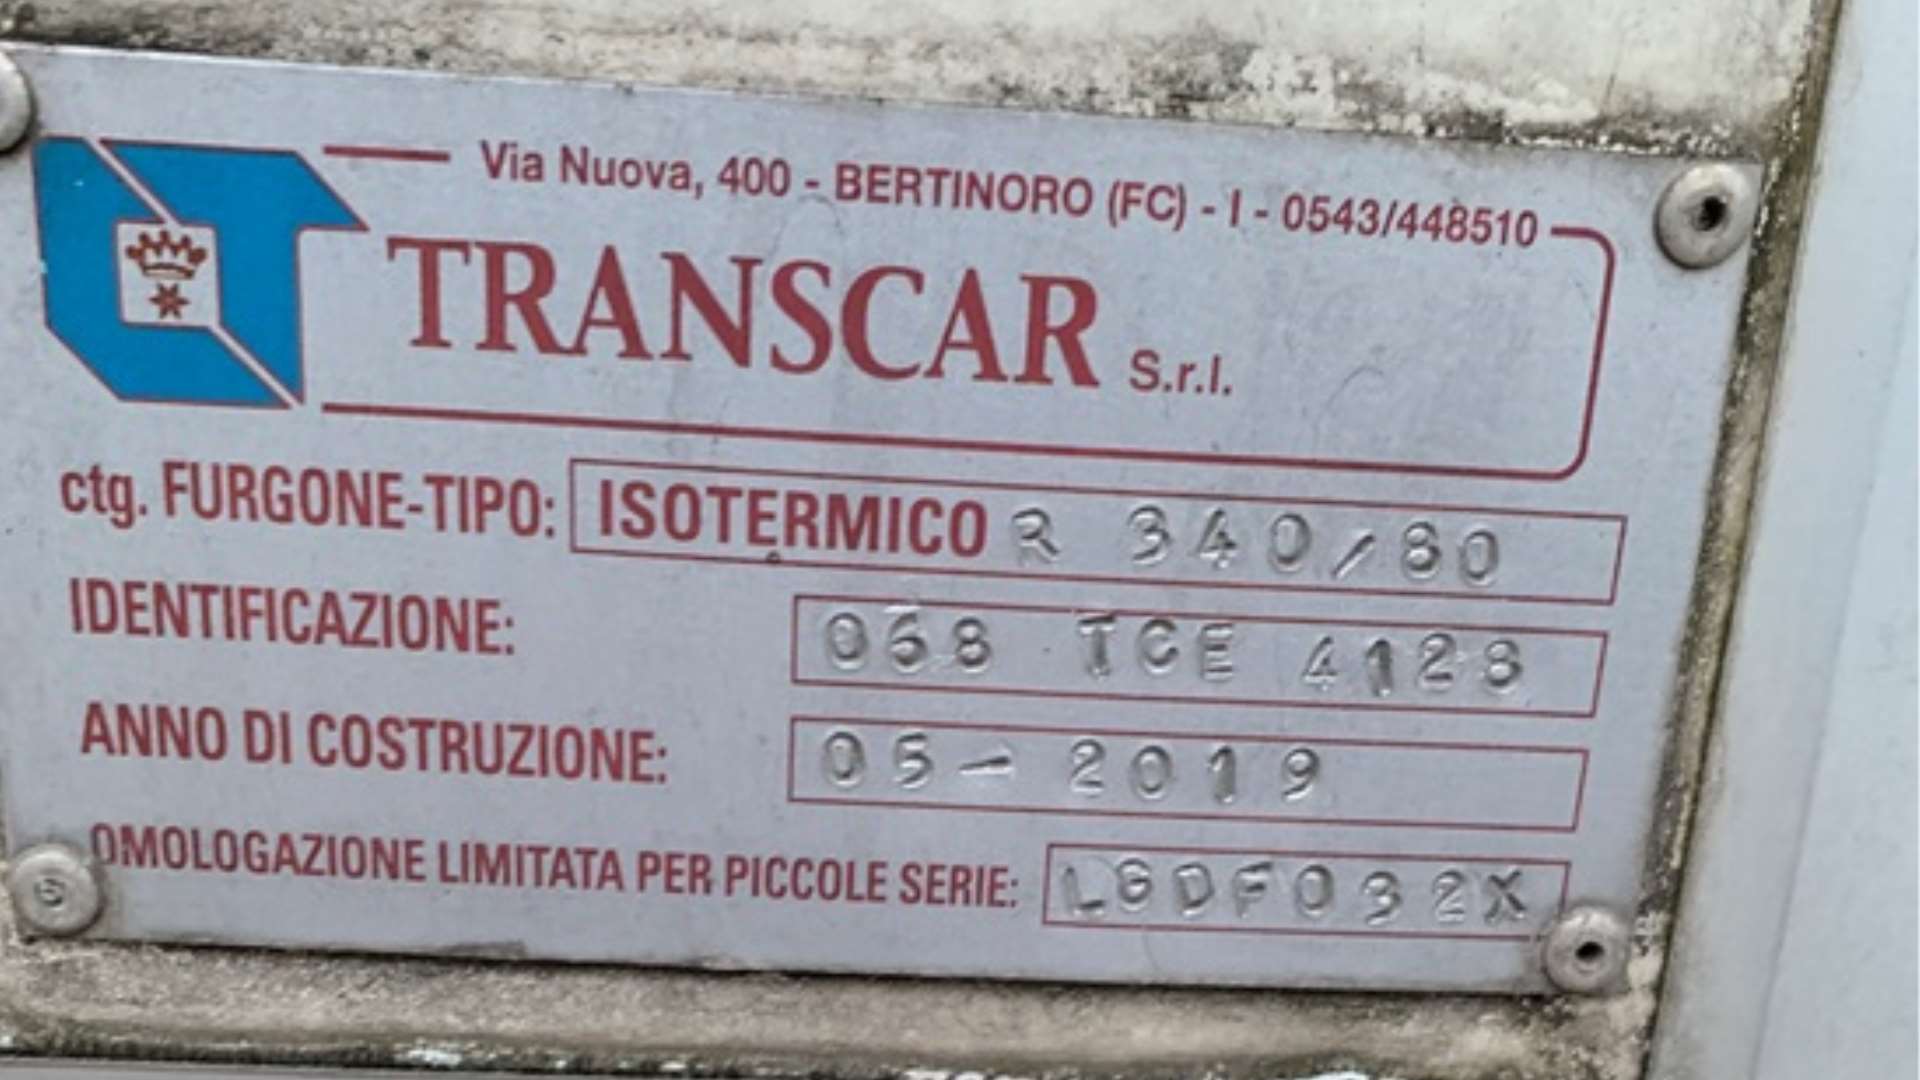 Via Nuova, 400 - BERTINORO (FC) - I - 0543/448510
TRANSCAR S.r.l.
ctg. FURGONE-TIPO: ISOTERMICO R 340/80
IDENTIFICAZIONE: 068 TCE 4128
ANNO DI COSTRUZIONE: 05-2019
OMOLOGAZIONE LIMITATA PER PICCOLE SERIE: LGDF032X